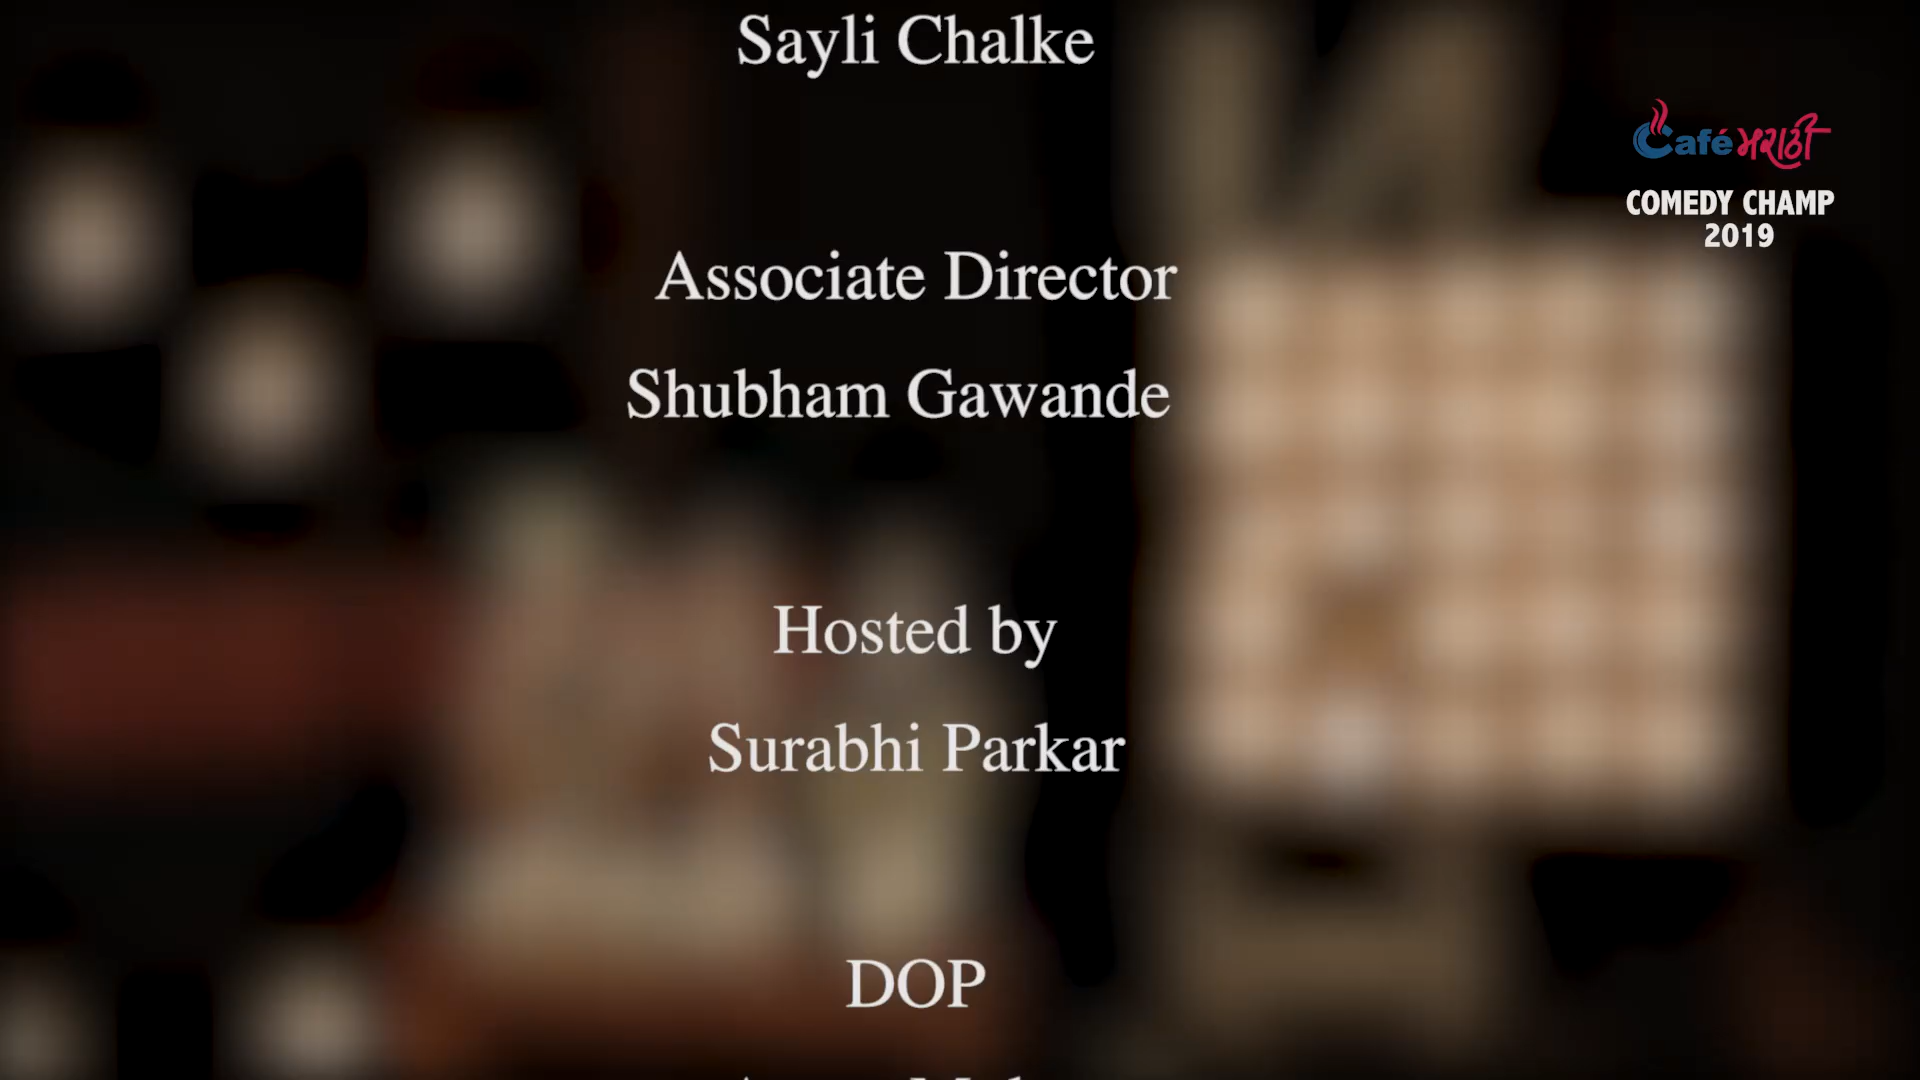 Sayli Chalke
Café मराठी
COMEDY CHAMP
2019
Associate Director
Shubham Gawande
Hosted by
Surabhi Parkar
DOP